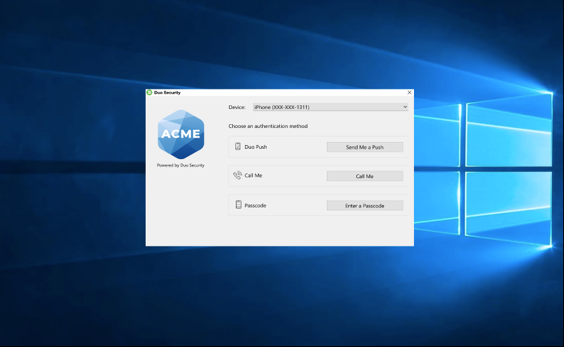 Duo Security
Device: iPhone (XXX-XXX-1311)
ACME
Powered by Duo Security
Choose an authentication method
Duo Push Send Me a Push
Call Me Call Me
Passcode Enter a Passcode